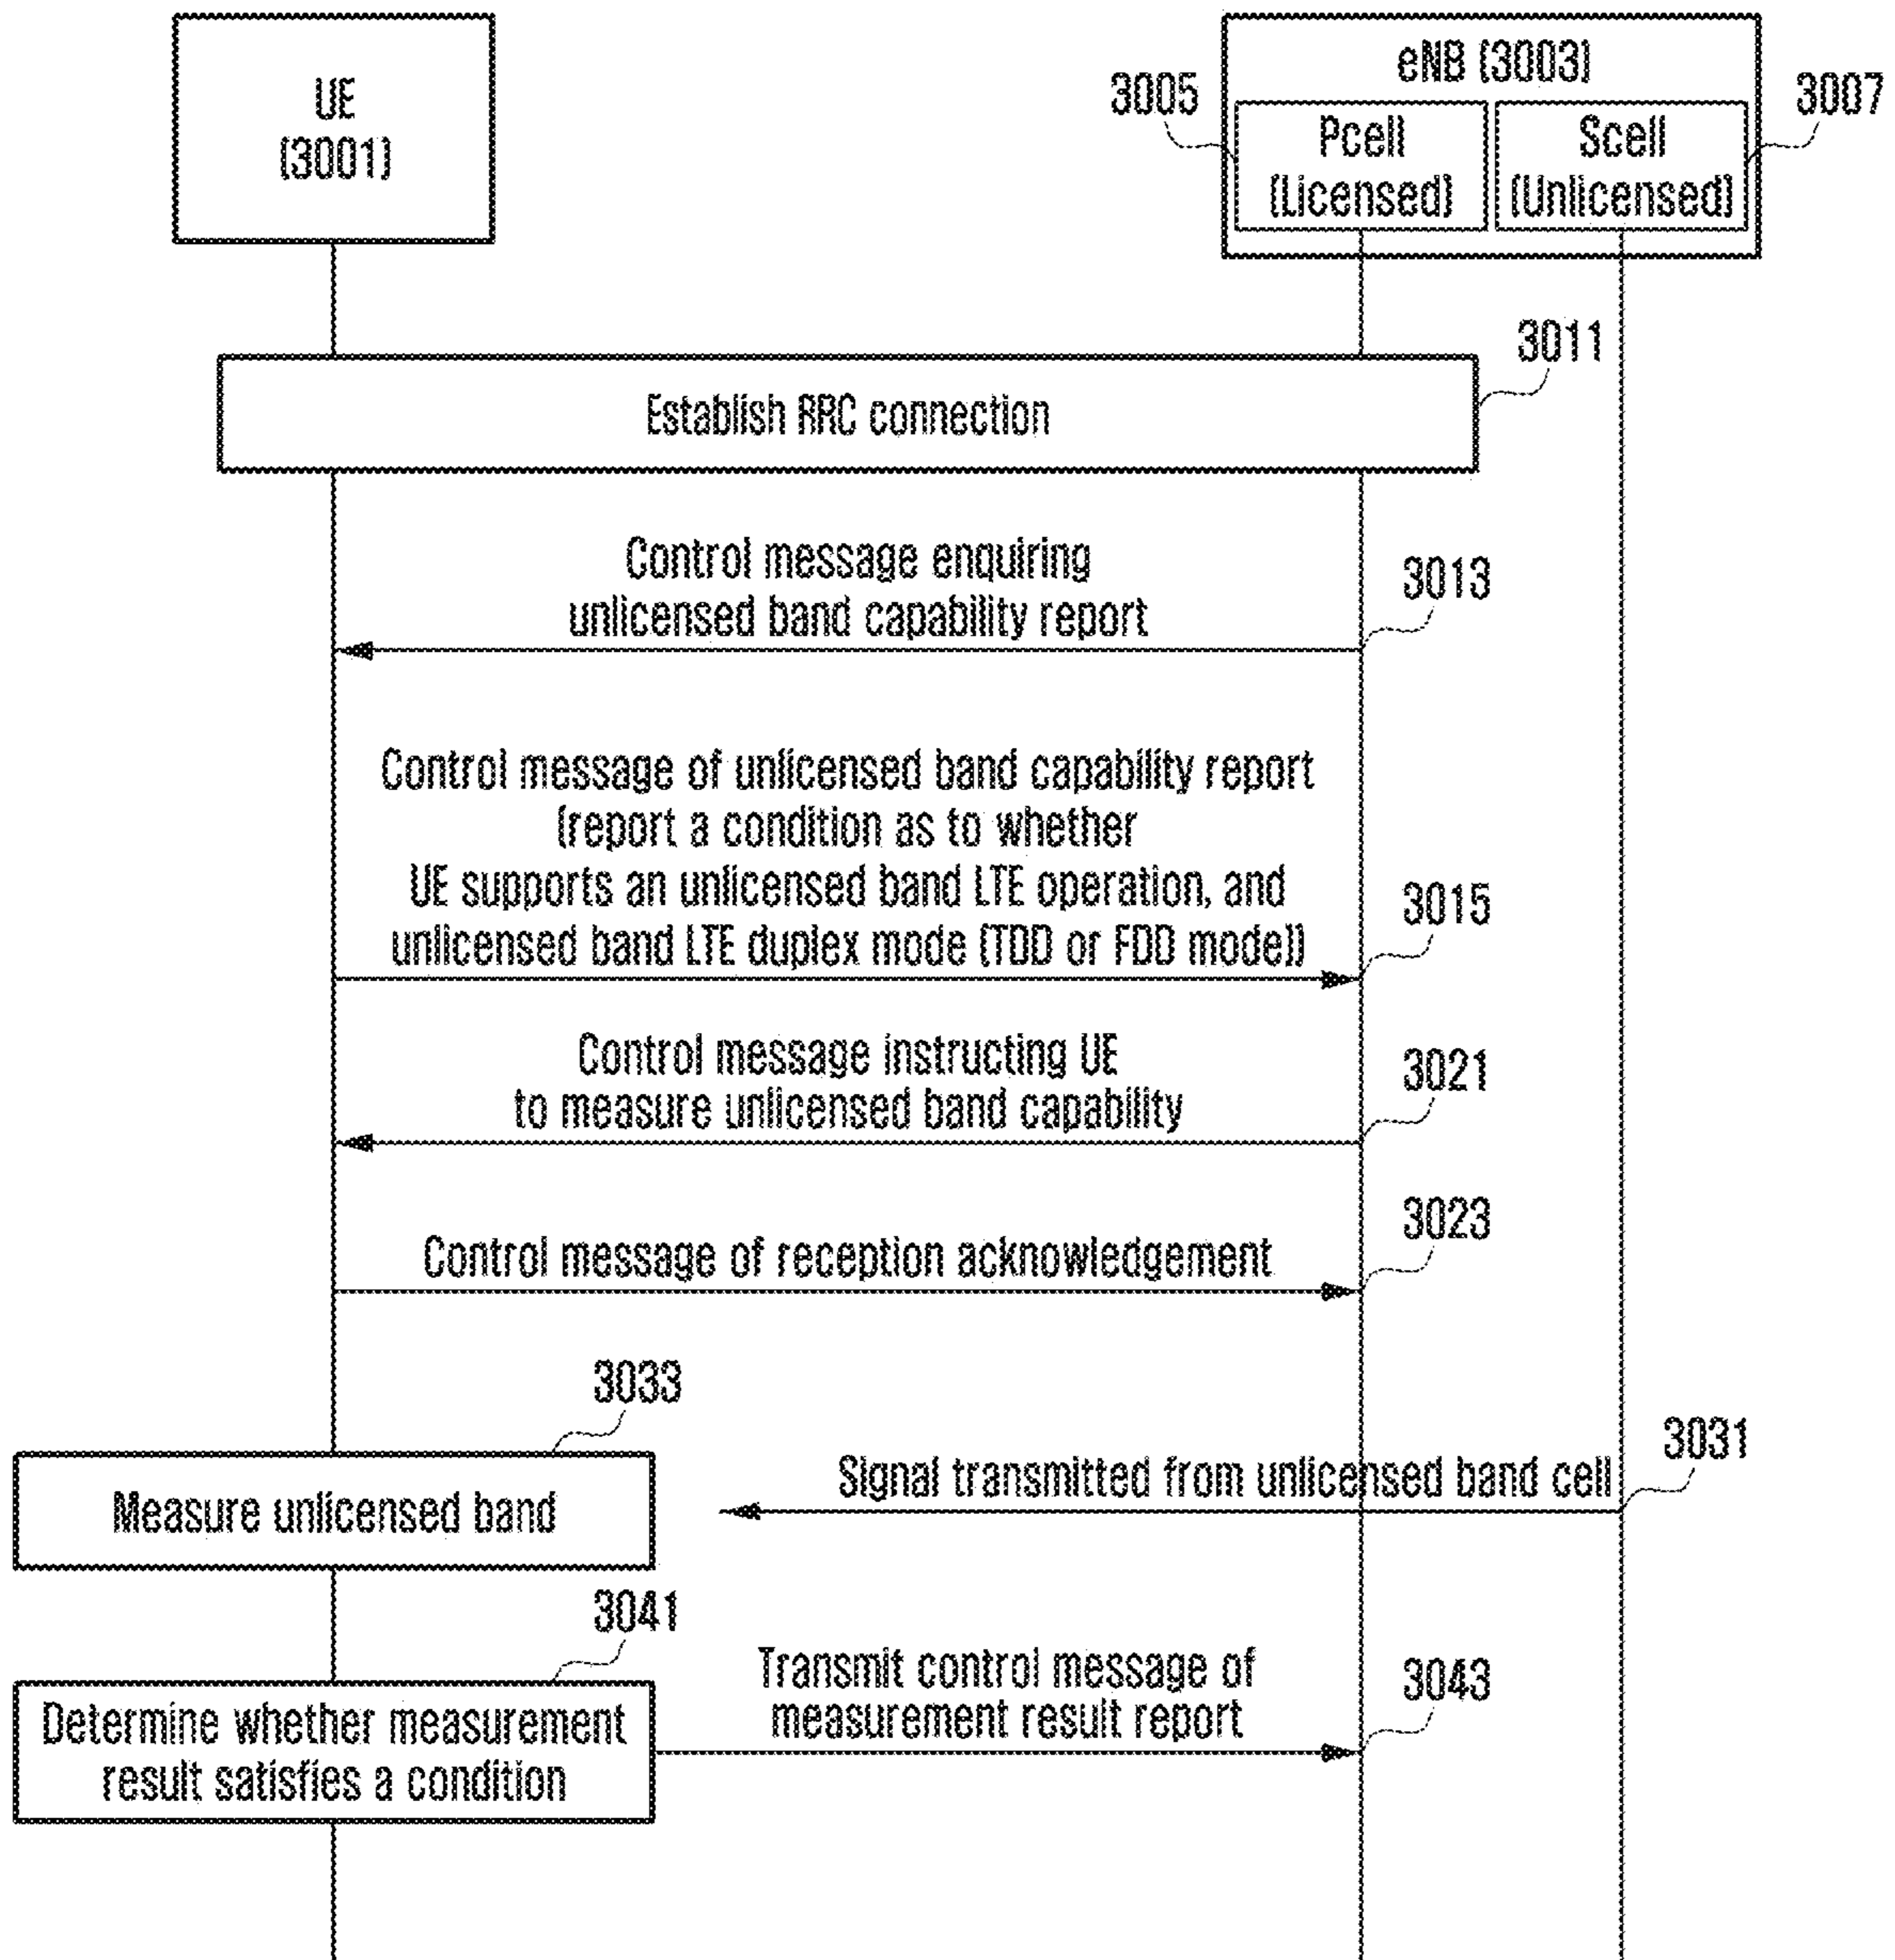 UE
(3001)
eNB (3003)
3005
Pcell
(Licensed)
Scell
(Unlicensed)
3007
3011
Establish RRC connection
Control message enquiring
unlicensed band capability report
3013
Control message of unlicensed band capability report
(report a condition as to whether
UE supports an unlicensed band LTE operation, and
unlicensed band LTE duplex mode (TDD or FDD mode))
3015
Control message instructing UE
to measure unlicensed band capability
3021
3023
Control message of reception acknowledgement
3033
Measure unlicensed band
Signal transmitted from unlicensed band cell
3031
3041
Determine whether measurement
result satisfies a condition
Transmit control message of
measurement result report
3043